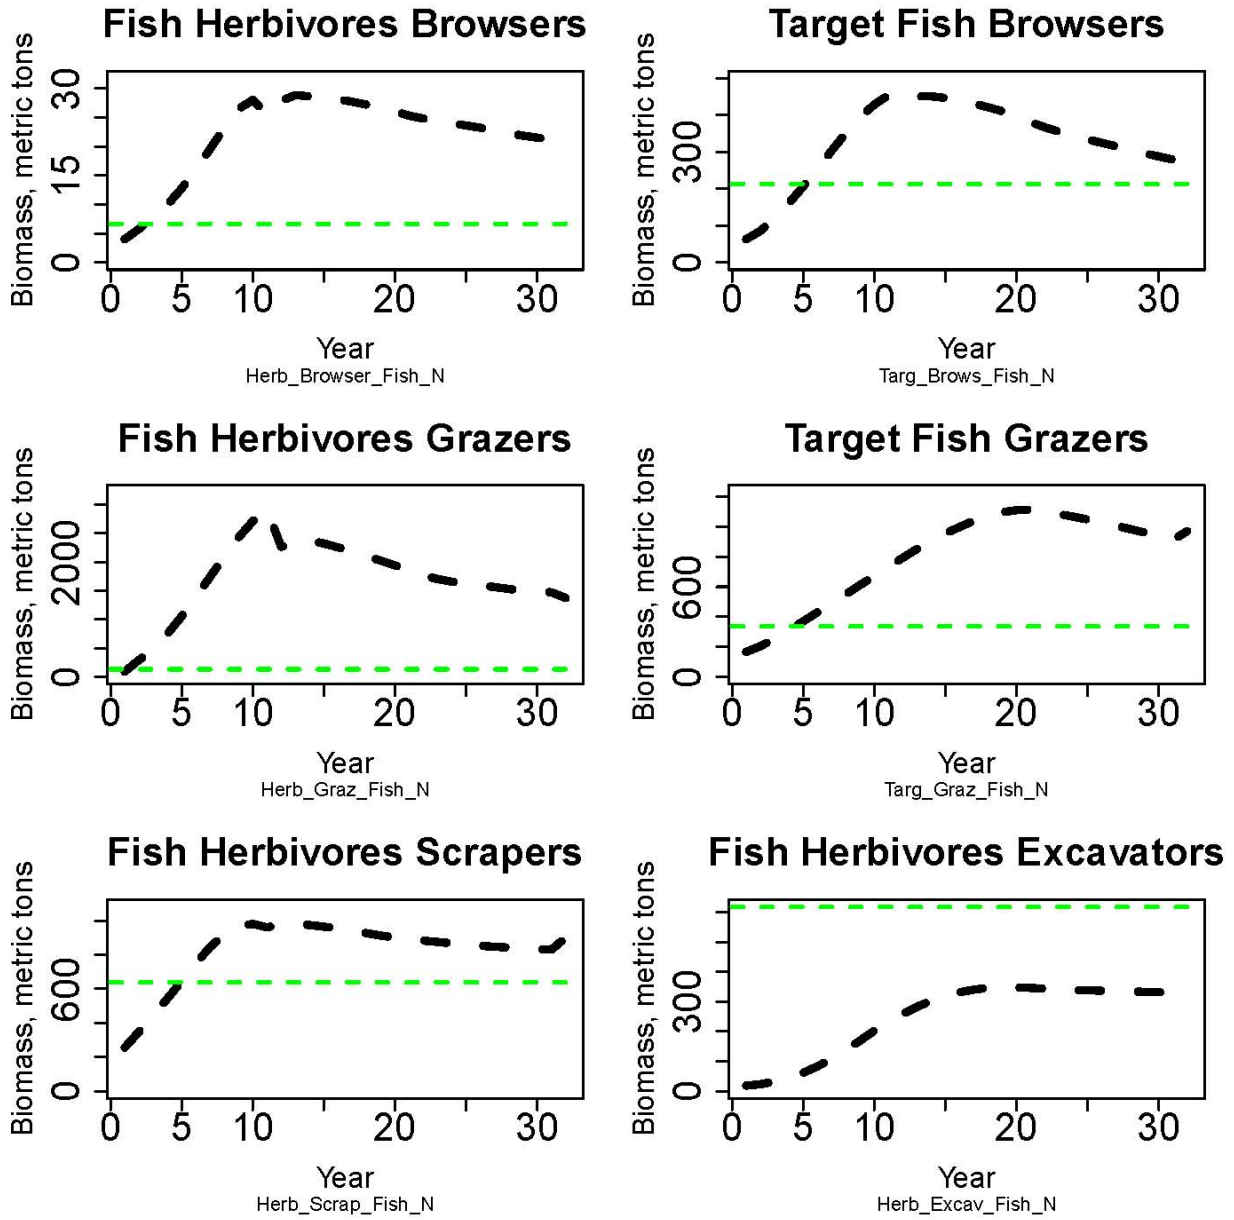 Fish Herbivores Browsers
Biomass, metric tons
0 15 30
0 5 10 20 30
Year
Herb_Browser_Fish_N
Target Fish Browsers
Biomass, metric tons
0 300
0 5 10 20 30
Year
Targ_Brows_Fish_N
Fish Herbivores Grazers
Biomass, metric tons
0 2000
0 5 10 20 30
Year
Herb_Graz_Fish_N
Target Fish Grazers
Biomass, metric tons
0 600
0 5 10 20 30
Year
Targ_Graz_Fish_N
Fish Herbivores Scrapers
Biomass, metric tons
0 600
0 5 10 20 30
Year
Herb_Scrap_Fish_N
Fish Herbivores Excavators
Biomass, metric tons
0 300
0 5 10 20 30
Year
Herb_Excav_Fish_N